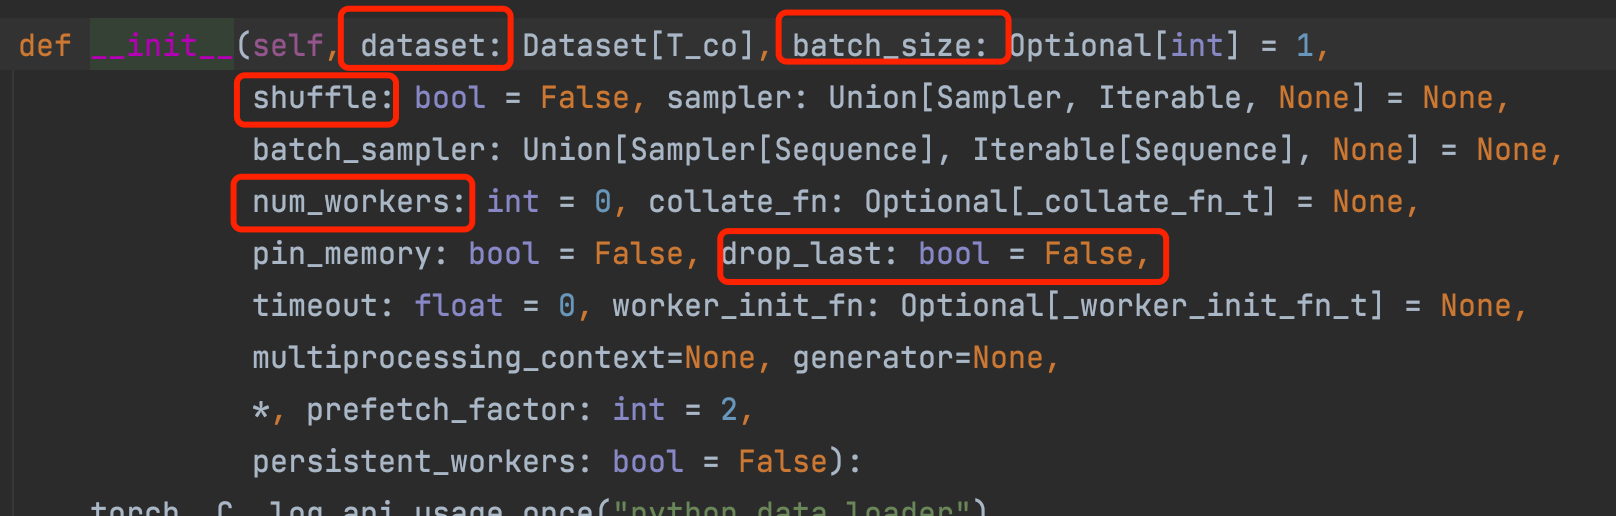 def __init__(self, dataset: Dataset[T_co], batch_size: Optional[int] = 1,
shuffle: bool = False, sampler: Union[Sampler, Iterable, None] = None,
batch_sampler: Union[Sampler[Sequence], Iterable[Sequence], None] = None,
num_workers: int = 0, collate_fn: Optional[_collate_fn_t] = None,
pin_memory: bool = False, drop_last: bool = False,
timeout: float = 0, worker_init_fn: Optional[_worker_init_fn_t] = None,
multiprocessing_context=None, generator=None,
*, prefetch_factor: int = 2,
persistent_workers: bool = False):
torch._C._log_api_usage_once("python.data_loader")